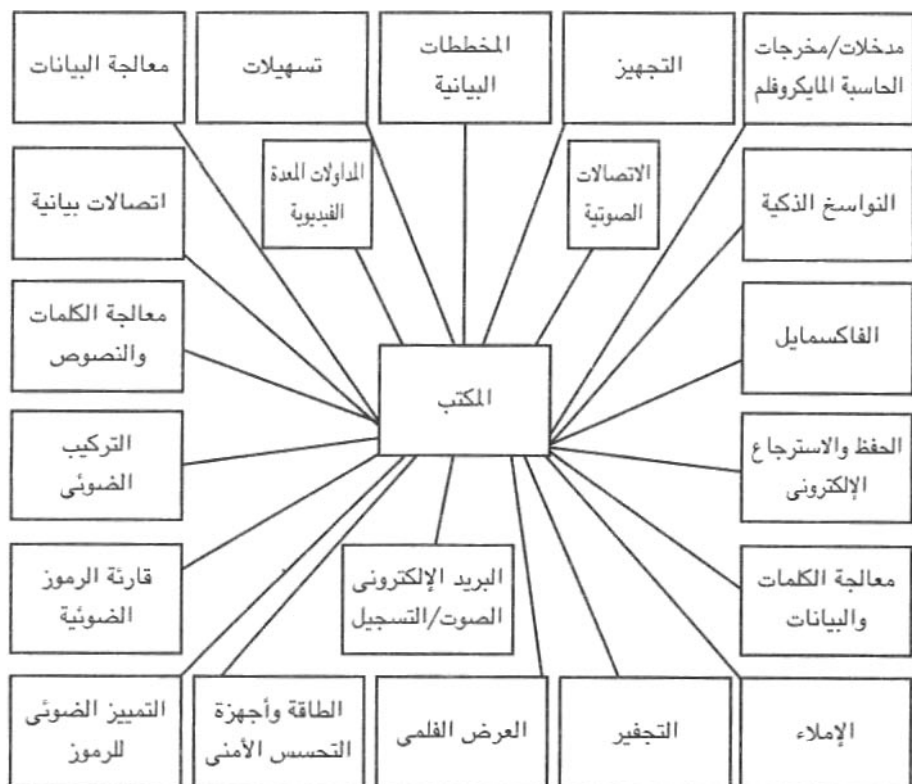 مدخلات/مخرجات
الحاسبة المايكروفلم
التجهيز
المخططات
البيانية
تسهيلات
معالجة البيانات
الاتصالات
الصوتية
المداولات المعدة
الفيديوية
النواسخ الذكية
اتصالات بيانية
الفاكسمايل
المكتب
معالجة الكلمات
والنصوص
الحفظ والاسترجاع
الإلكترونى
التركيب
الضوئى
معالجة الكلمات
والبيانات
البريد الإلكترونى
الصوت/التسجيل
قارئة الرموز
الضوئية
الإملاء
التجفير
العرض الفلمى
الطاقة وأجهزة
التحسس الأمنى
التمييز الضوئى
للرموز